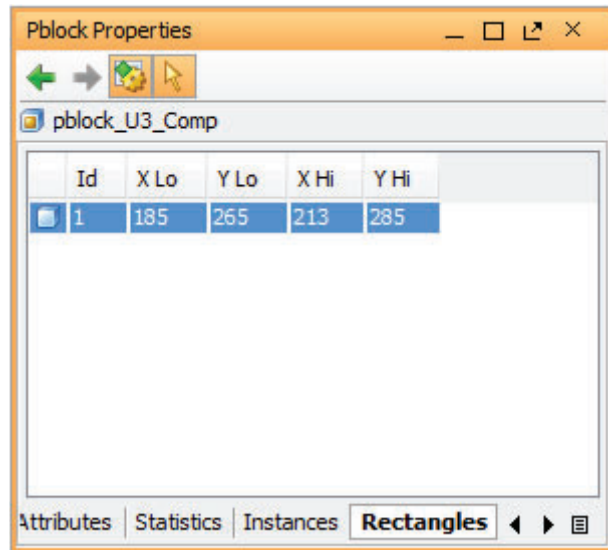 Pblock Properties
pblock_U3_Comp
Id X Lo Y Lo X Hi Y Hi
1 185 265 213 285
Attributes Statistics Instances Rectangles